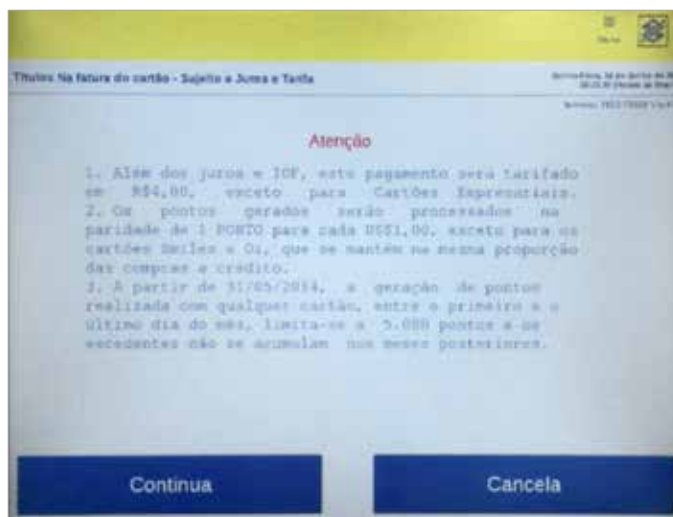 Títulos Na fatura do cartão - Sujeito a Juros e Tarifa
Atenção
1. Além dos juros e IOF, este pagamento será tarifado
em R$4,00, exceto para Cartões Empresariais.
2. Os pontos gerados serão processados na
paridade de 1 PONTO para cada US$1,00, exceto para os
cartões Smiles e Oi, que se mantém na mesma proporção
das compras a crédito.
3. A partir de 31/05/2014, a geração de pontos
realizada com qualquer cartão, entre o primeiro e o
último dia do mês, limita-se a 5.000 pontos e os
excedentes não se acumulam nos meses posteriores.
Continua
Cancela